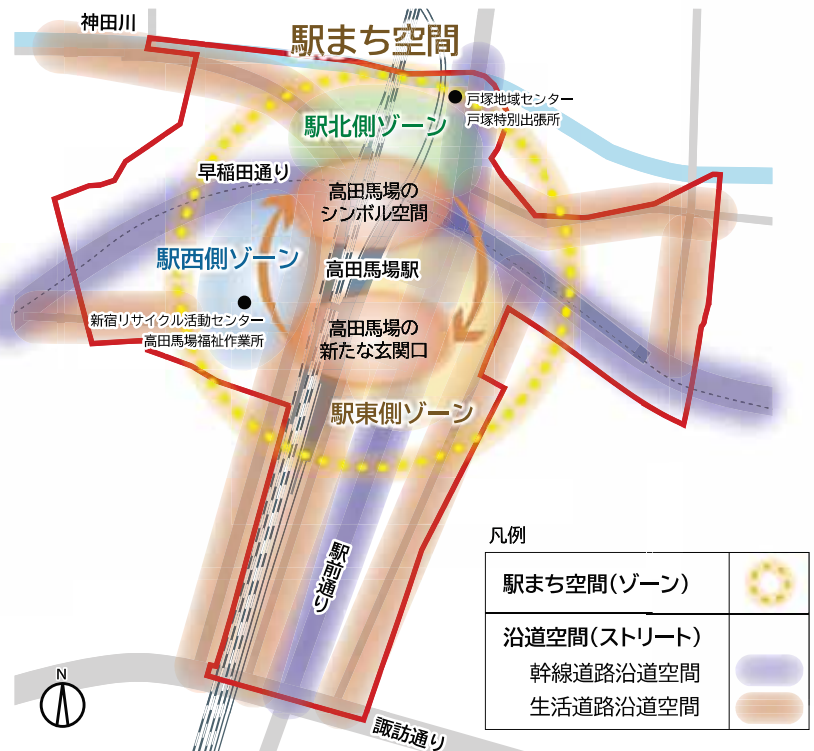 神田川
駅まち空間
戸塚地域センター
戸塚特別出張所
駅北側ゾーン
早稲田通り
高田馬場の
シンボル空間
駅西側ゾーン
高田馬場駅
新宿リサイクル活動センター
高田馬場福祉作業所
高田馬場の
新たな玄関口
駅東側ゾーン
駅前通り
諏訪通り
N
凡例
駅まち空間(ゾーン)
沿道空間(ストリート)
幹線道路沿道空間
生活道路沿道空間